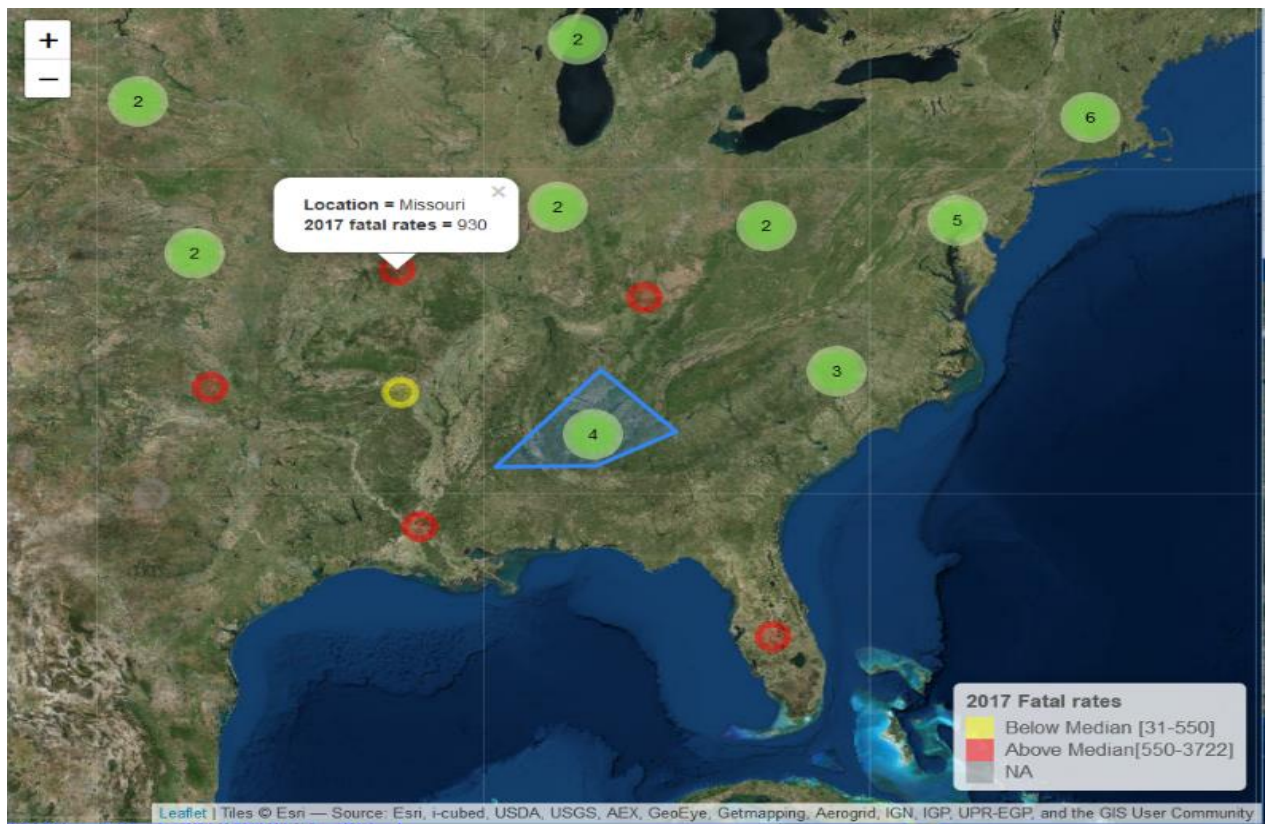 +
−
2
2
6
×
Location = Missouri
2017 fatal rates = 930
2
2
5
2
3
4
2017 Fatal rates
Below Median [31-550]
Above Median[550-3722]
NA
Leaflet | Tiles © Esri — Source: Esri, i-cubed, USDA, USGS, AEX, GeoEye, Getmapping, Aerogrid, IGN, IGP, UPR-EGP, and the GIS User Community